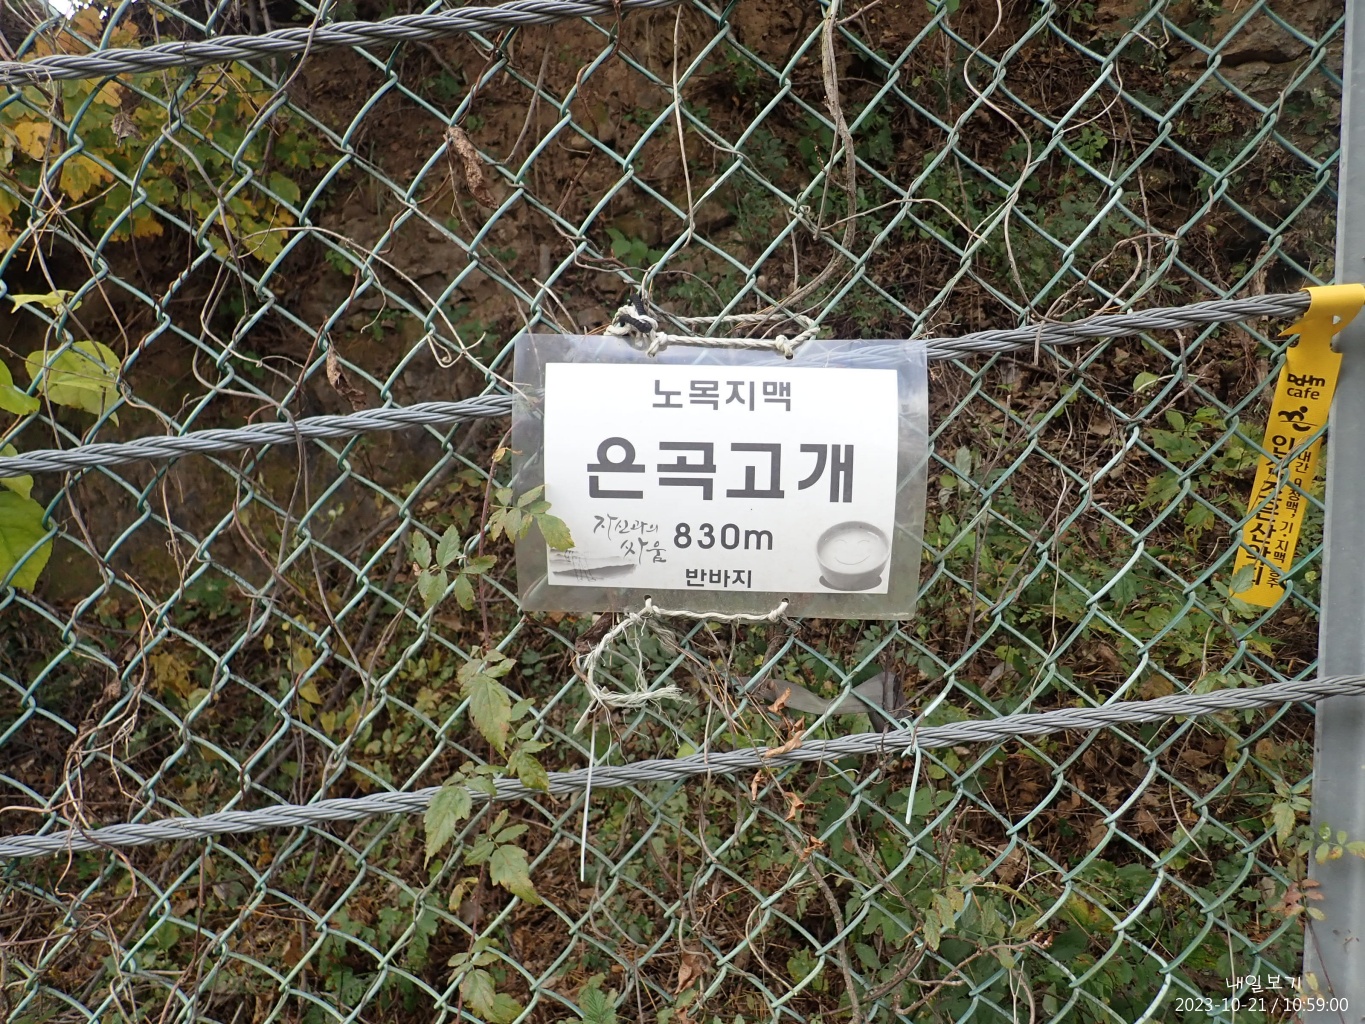 노목지맥
은곡고개
자신과의
싸움
830m
반바지
Daum
cafe
내일보기
2023-10-21 / 10:59:00